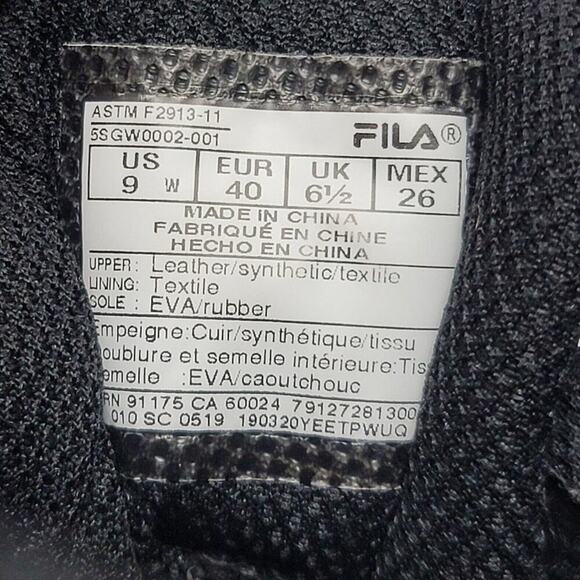 ASTM F2913-11
5SGW0002-001
FILA®
US 9 W EUR 40 UK 6½ MEX 26
MADE IN CHINA
FABRIQUÉ EN CHINE
HECHO EN CHINA
UPPER: Leather/synthetic/textile
LINING: Textile
SOLE: EVA/rubber
Empeigne:Cuir/synthétique/tissu
oublure et semelle intérieure:Tis
emelle :EVA/caoutchouc
RN 91175 CA 60024 79127281300
010 SC 0519 190320YEETPWUQ